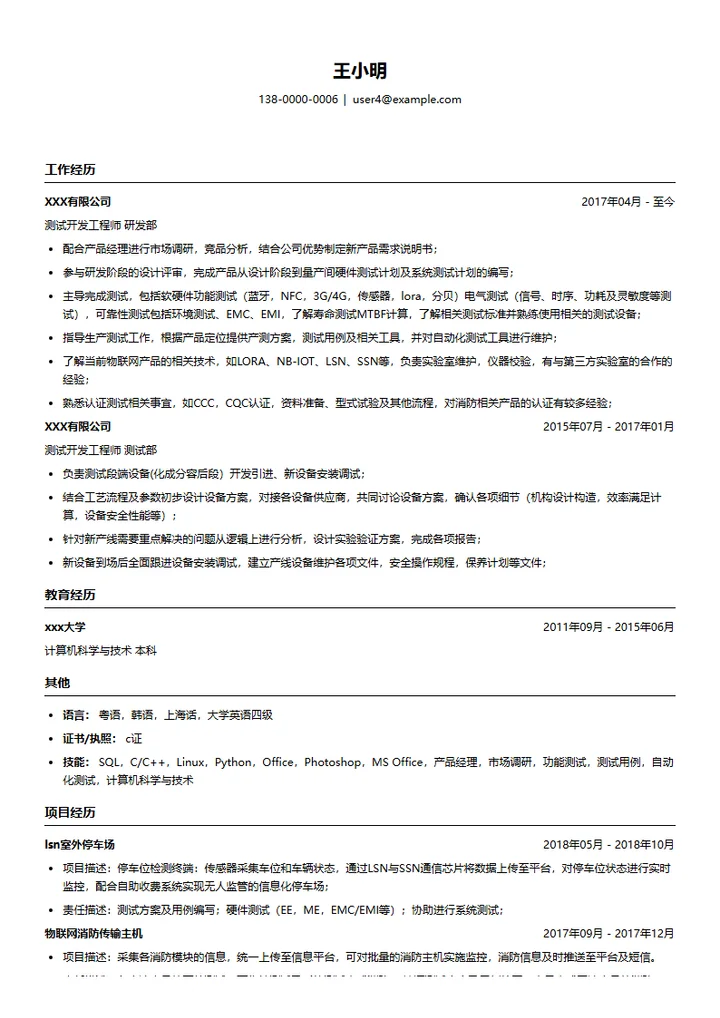 王小明
138-0000-0006 | user4@example.com
工作经历
XXX有限公司 2017年04月 - 至今
测试开发工程师 研发部
• 配合产品经理进行市场调研，竞品分析，结合公司优势制定新产品需求说明书；
• 参与研发阶段的设计评审，完成产品从设计阶段到量产间硬件测试计划及系统测试计划的编写；
• 主导完成测试，包括软硬件功能测试（蓝牙，NFC，3G/4G，传感器，lora，分贝）电气测试（信号、时序、功耗及灵敏度等测
试），可靠性测试包括环境测试、EMC、EMI，了解寿命测试MTBF计算，了解相关测试标准并熟练使用相关的测试设备；
• 指导生产测试工作，根据产品定位提供产测方案，测试用例及相关工具，并对自动化测试工具进行维护；
• 了解当前物联网产品的相关技术，如LORA、NB-IOT、LSN、SSN等，负责实验室维护，仪器校验，有与第三方实验室的合作的
经验；
• 熟悉认证测试相关事宜，如CCC，CQC认证，资料准备、型式试验及其他流程，对消防相关产品的认证有较多经验；
XXX有限公司 2015年07月 - 2017年01月
测试开发工程师 测试部
• 负责测试段端设备(化成分容后段）开发引进、新设备安装调试；
• 结合工艺流程及参数初步设计设备方案，对接各设备供应商，共同讨论设备方案，确认各项细节（机构设计构造，效率满足计
算，设备安全性能等）；
• 针对新产线需要重点解决的问题从逻辑上进行分析，设计实验验证方案，完成各项报告；
• 新设备到场后全面跟进设备安装调试，建立产线设备维护各项文件，安全操作规程，保养计划等文件；
教育经历
xxx大学 2011年09月 - 2015年06月
计算机科学与技术 本科
其他
• 语言： 粤语，韩语，上海话，大学英语四级
• 证书/执照： c证
• 技能： SQL，C/C++，Linux，Python，Office，Photoshop，MS Office，产品经理，市场调研，功能测试，测试用例，自动
化测试，计算机科学与技术
项目经历
lsn室外停车场 2018年05月 - 2018年10月
• 项目描述：停车位检测终端：传感器采集车位和车辆状态，通过LSN与SSN通信芯片将数据上传至平台，对停车位状态进行实时
监控，配合自助收费系统实现无人监管的信息化停车场；
• 责任描述：测试方案及用例编写；硬件测试（EE，ME，EMC/EMI等）；协助进行系统测试；
物联网消防传输主机 2017年09月 - 2017年12月
• 项目描述：采集各消防模块的信息，统一上传至信息平台，可对批量的消防主机实施监控，消防信息及时推送至平台及短信。